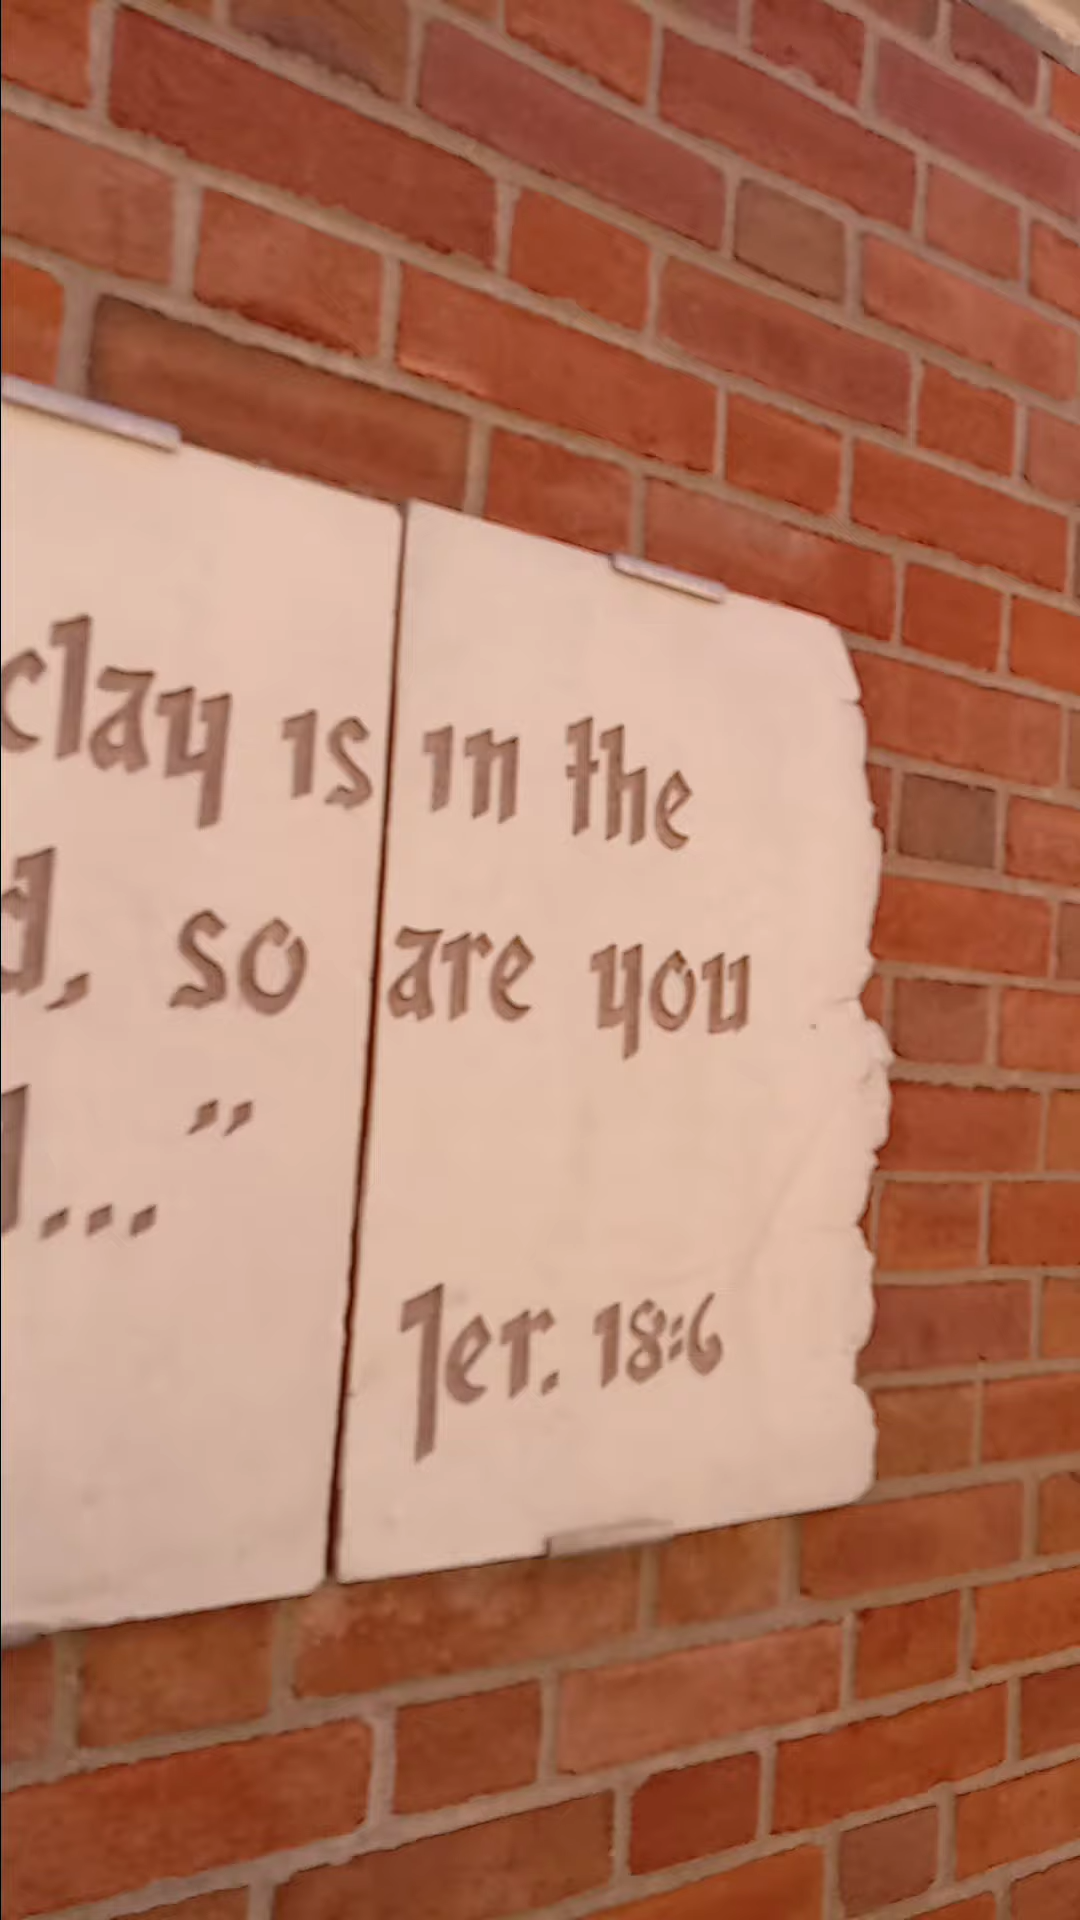 clay is in the
so are you
... ”
Jer. 18:6